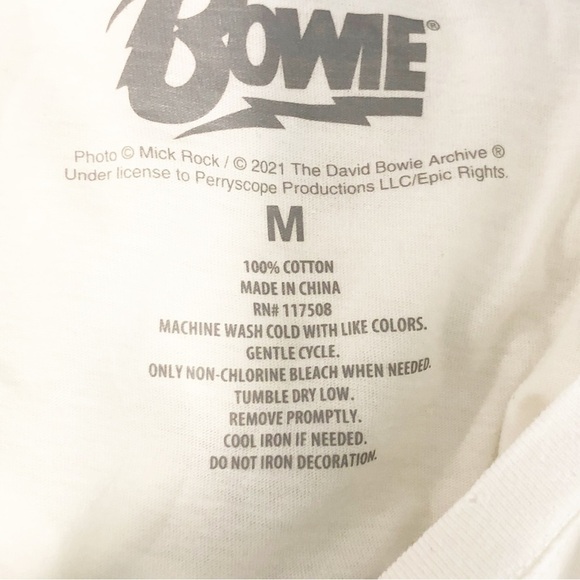 BOWIE®
Photo © Mick Rock / © 2021 The David Bowie Archive ®
Under license to Perryscope Productions LLC/Epic Rights.
M
100% COTTON
MADE IN CHINA
RN# 117508
MACHINE WASH COLD WITH LIKE COLORS.
GENTLE CYCLE.
ONLY NON-CHLORINE BLEACH WHEN NEEDED.
TUMBLE DRY LOW.
REMOVE PROMPTLY.
COOL IRON IF NEEDED.
DO NOT IRON DECORATION.